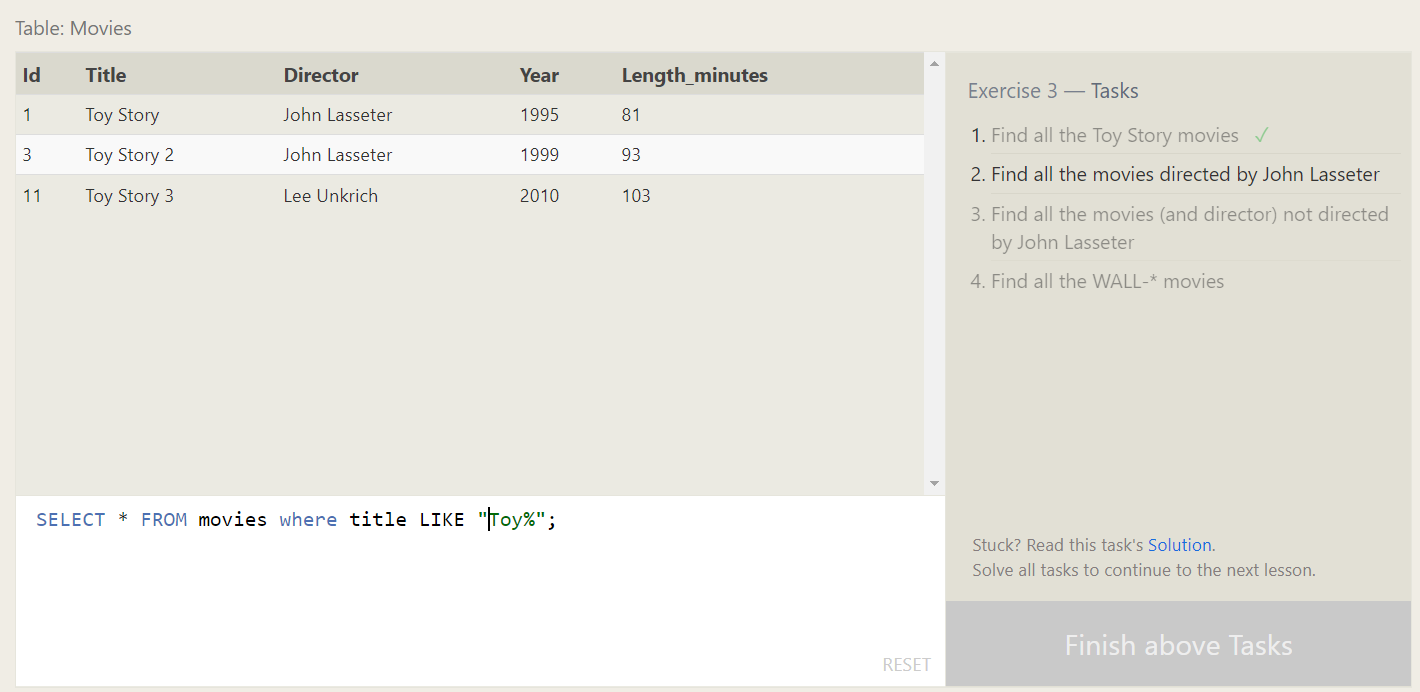 Table: Movies
Id Title Director Year Length_minutes
1 Toy Story John Lasseter 1995 81
3 Toy Story 2 John Lasseter 1999 93
11 Toy Story 3 Lee Unkrich 2010 103
SELECT * FROM movies where title LIKE "Toy%";
RESET
Exercise 3 — Tasks
1. Find all the Toy Story movies ✓
2. Find all the movies directed by John Lasseter
3. Find all the movies (and director) not directed
by John Lasseter
4. Find all the WALL-* movies
Stuck? Read this task's Solution.
Solve all tasks to continue to the next lesson.
Finish above Tasks